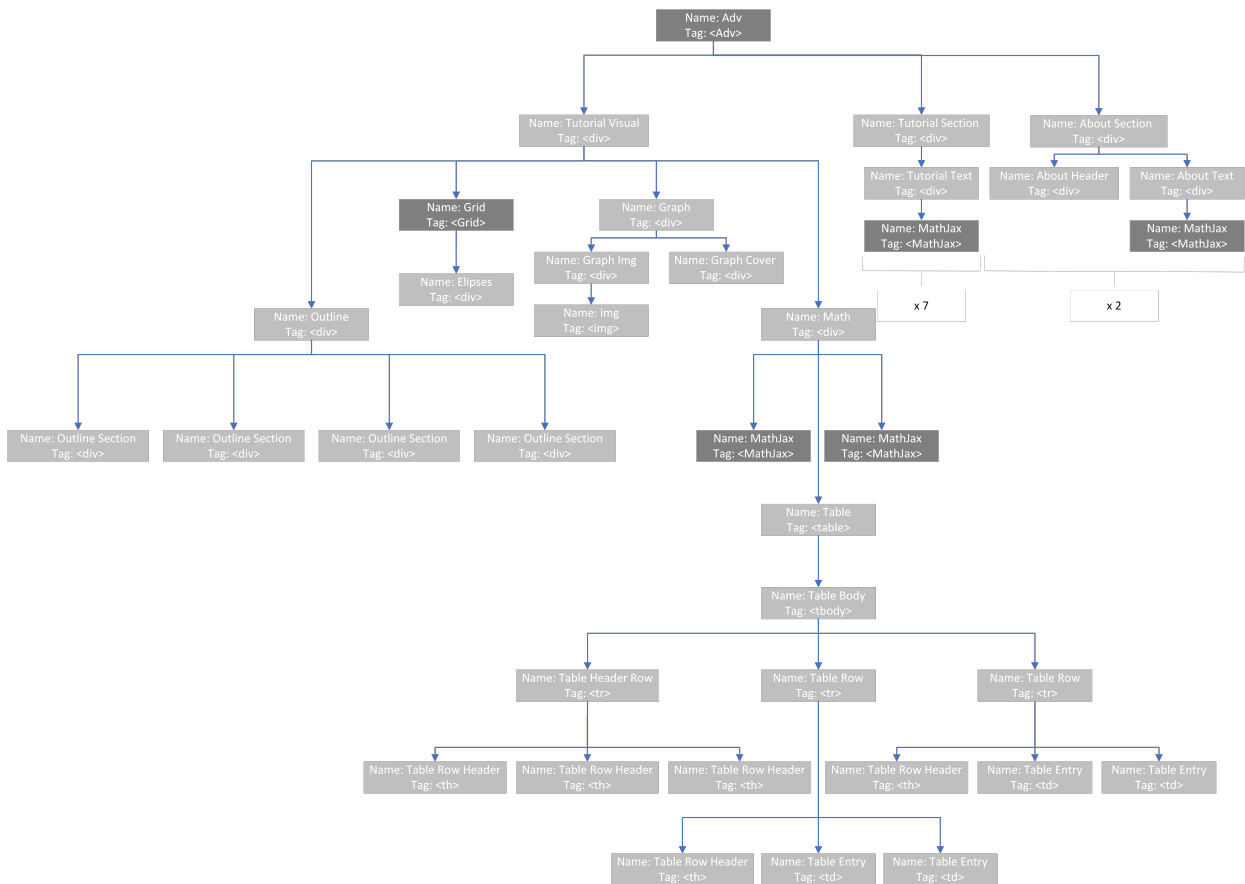 Name: Adv
Tag: <Adv>
Name: Tutorial Visual
Tag: <div>
Name: Tutorial Section
Tag: <div>
Name: About Section
Tag: <div>
Name: Tutorial Text
Tag: <div>
Name: About Header
Tag: <div>
Name: About Text
Tag: <div>
Name: Grid
Tag: <Grid>
Name: Graph
Tag: <div>
Name: MathJax
Tag: <MathJax>
Name: MathJax
Tag: <MathJax>
Name: Graph Img
Tag: <div>
Name: Graph Cover
Tag: <div>
Name: Elipses
Tag: <div>
x 7
x 2
Name: img
Tag: <img>
Name: Outline
Tag: <div>
Name: Math
Tag: <div>
Name: Outline Section
Tag: <div>
Name: Outline Section
Tag: <div>
Name: Outline Section
Tag: <div>
Name: Outline Section
Tag: <div>
Name: MathJax
Tag: <MathJax>
Name: MathJax
Tag: <MathJax>
Name: Table
Tag: <table>
Name: Table Body
Tag: <tbody>
Name: Table Header Row
Tag: <tr>
Name: Table Row
Tag: <tr>
Name: Table Row
Tag: <tr>
Name: Table Row Header
Tag: <th>
Name: Table Row Header
Tag: <th>
Name: Table Row Header
Tag: <th>
Name: Table Row Header
Tag: <th>
Name: Table Entry
Tag: <td>
Name: Table Entry
Tag: <td>
Name: Table Row Header
Tag: <th>
Name: Table Entry
Tag: <td>
Name: Table Entry
Tag: <td>